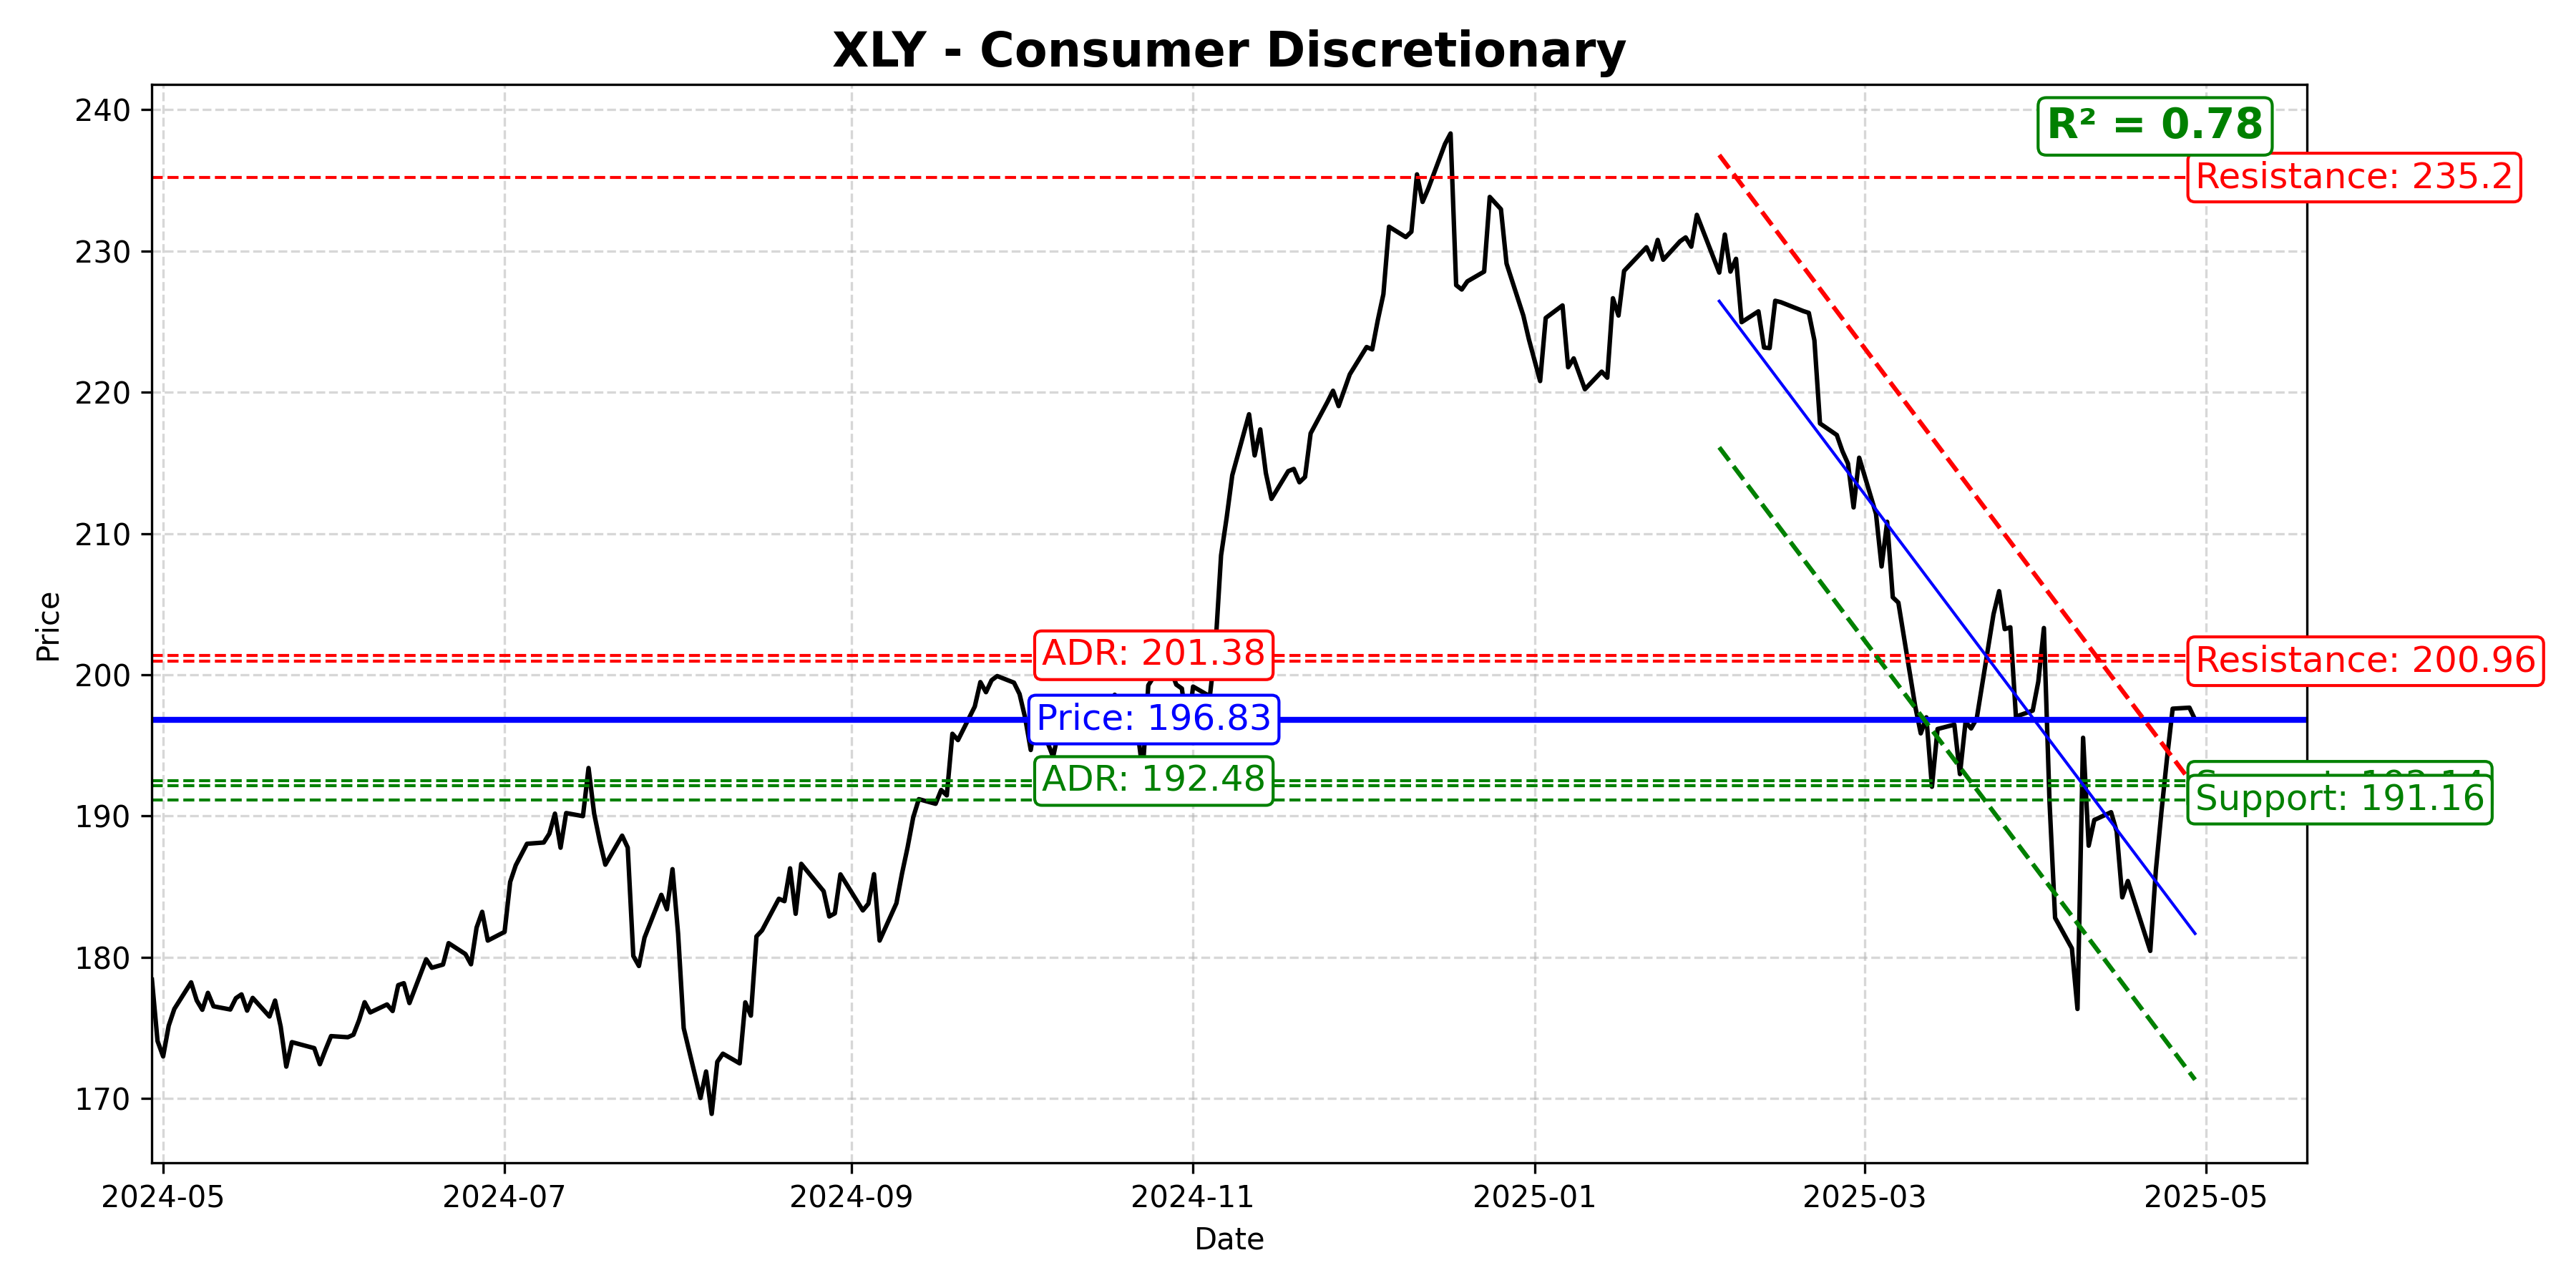 XLY - Consumer Discretionary
R² = 0.78
Resistance: 235.2
ADR: 201.38
Resistance: 200.96
Price: 196.83
ADR: 192.48
Support: 191.16
Price
240
230
220
210
200
190
180
170
2024-05
2024-07
2024-09
2024-11
2025-01
2025-03
2025-05
Date